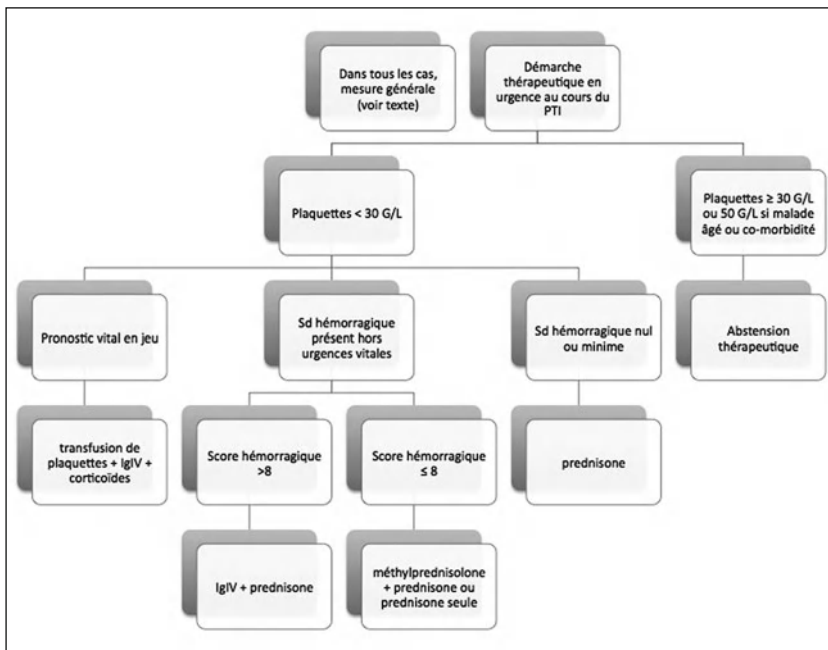 Dans tous les cas,
mesure générale
(voir texte)
Démarche
thérapeutique en
urgence au cours du
PTI
Plaquettes < 30 G/L
Plaquettes ≥ 30 G/L
ou 50 G/L si malade
âgé ou co-morbidité
Pronostic vital en jeu
Sd hémorragique
présent hors
urgences vitales
Sd hémorragique nul
ou minime
Abstension
thérapeutique
transfusion de
plaquettes + IgIV +
corticoïdes
Score hémorragique
>8
Score hémorragique
≤ 8
prednisone
IgIV + prednisone
méthylprednisolone
+ prednisone ou
prednisone seule